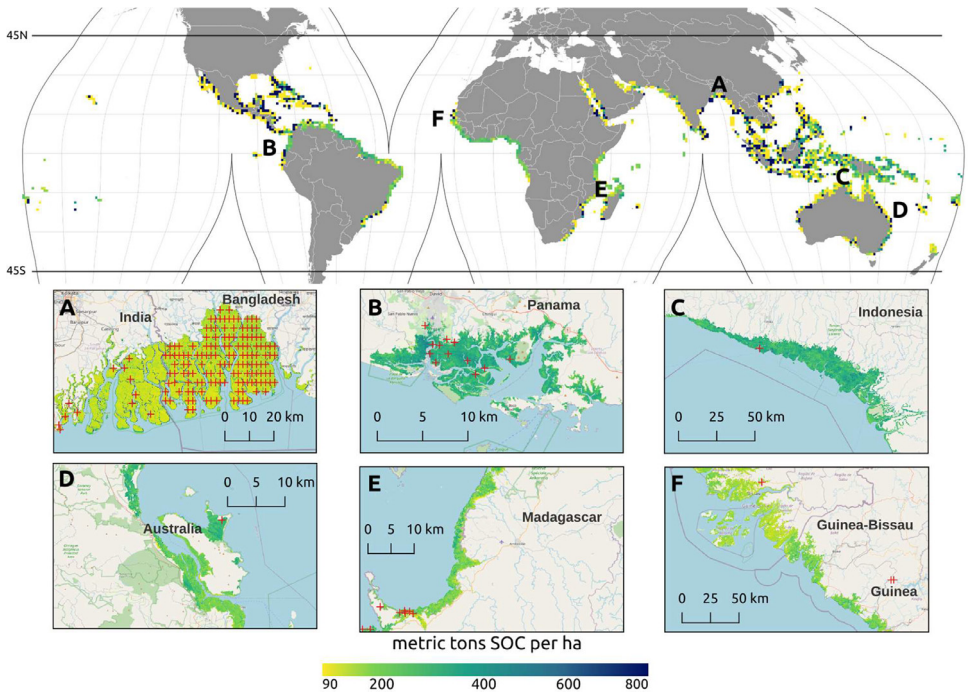 45N
A
F
B
C
E
D
45S
A
India
Bangladesh
0 10 20 km
B
Panama
0 5 10 km
C
Indonesia
0 25 50 km
D
0 5 10 km
Australia
E
0 5 10 km
Madagascar
F
Guinea-Bissau
Guinea
0 25 50 km
metric tons SOC per ha
90 200 400 600 800